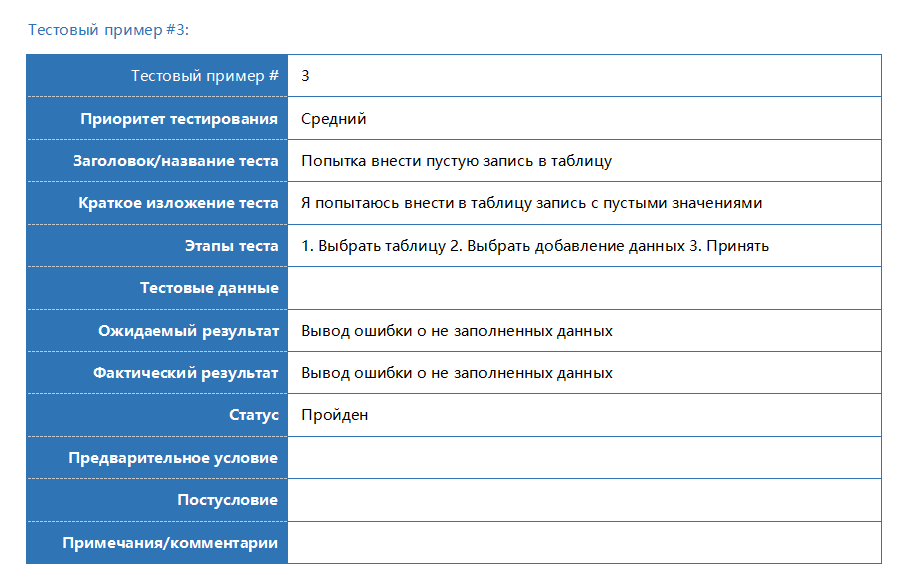 Тестовый пример #3:
Тестовый пример # 3
Приоритет тестирования Средний
Заголовок/название теста Попытка внести пустую запись в таблицу
Краткое изложение теста Я попытаюсь внести в таблицу запись с пустыми значениями
Этапы теста 1. Выбрать таблицу 2. Выбрать добавление данных 3. Принять
Тестовые данные
Ожидаемый результат Вывод ошибки о не заполненных данных
Фактический результат Вывод ошибки о не заполненных данных
Статус Пройден
Предварительное условие
Постусловие
Примечания/комментарии